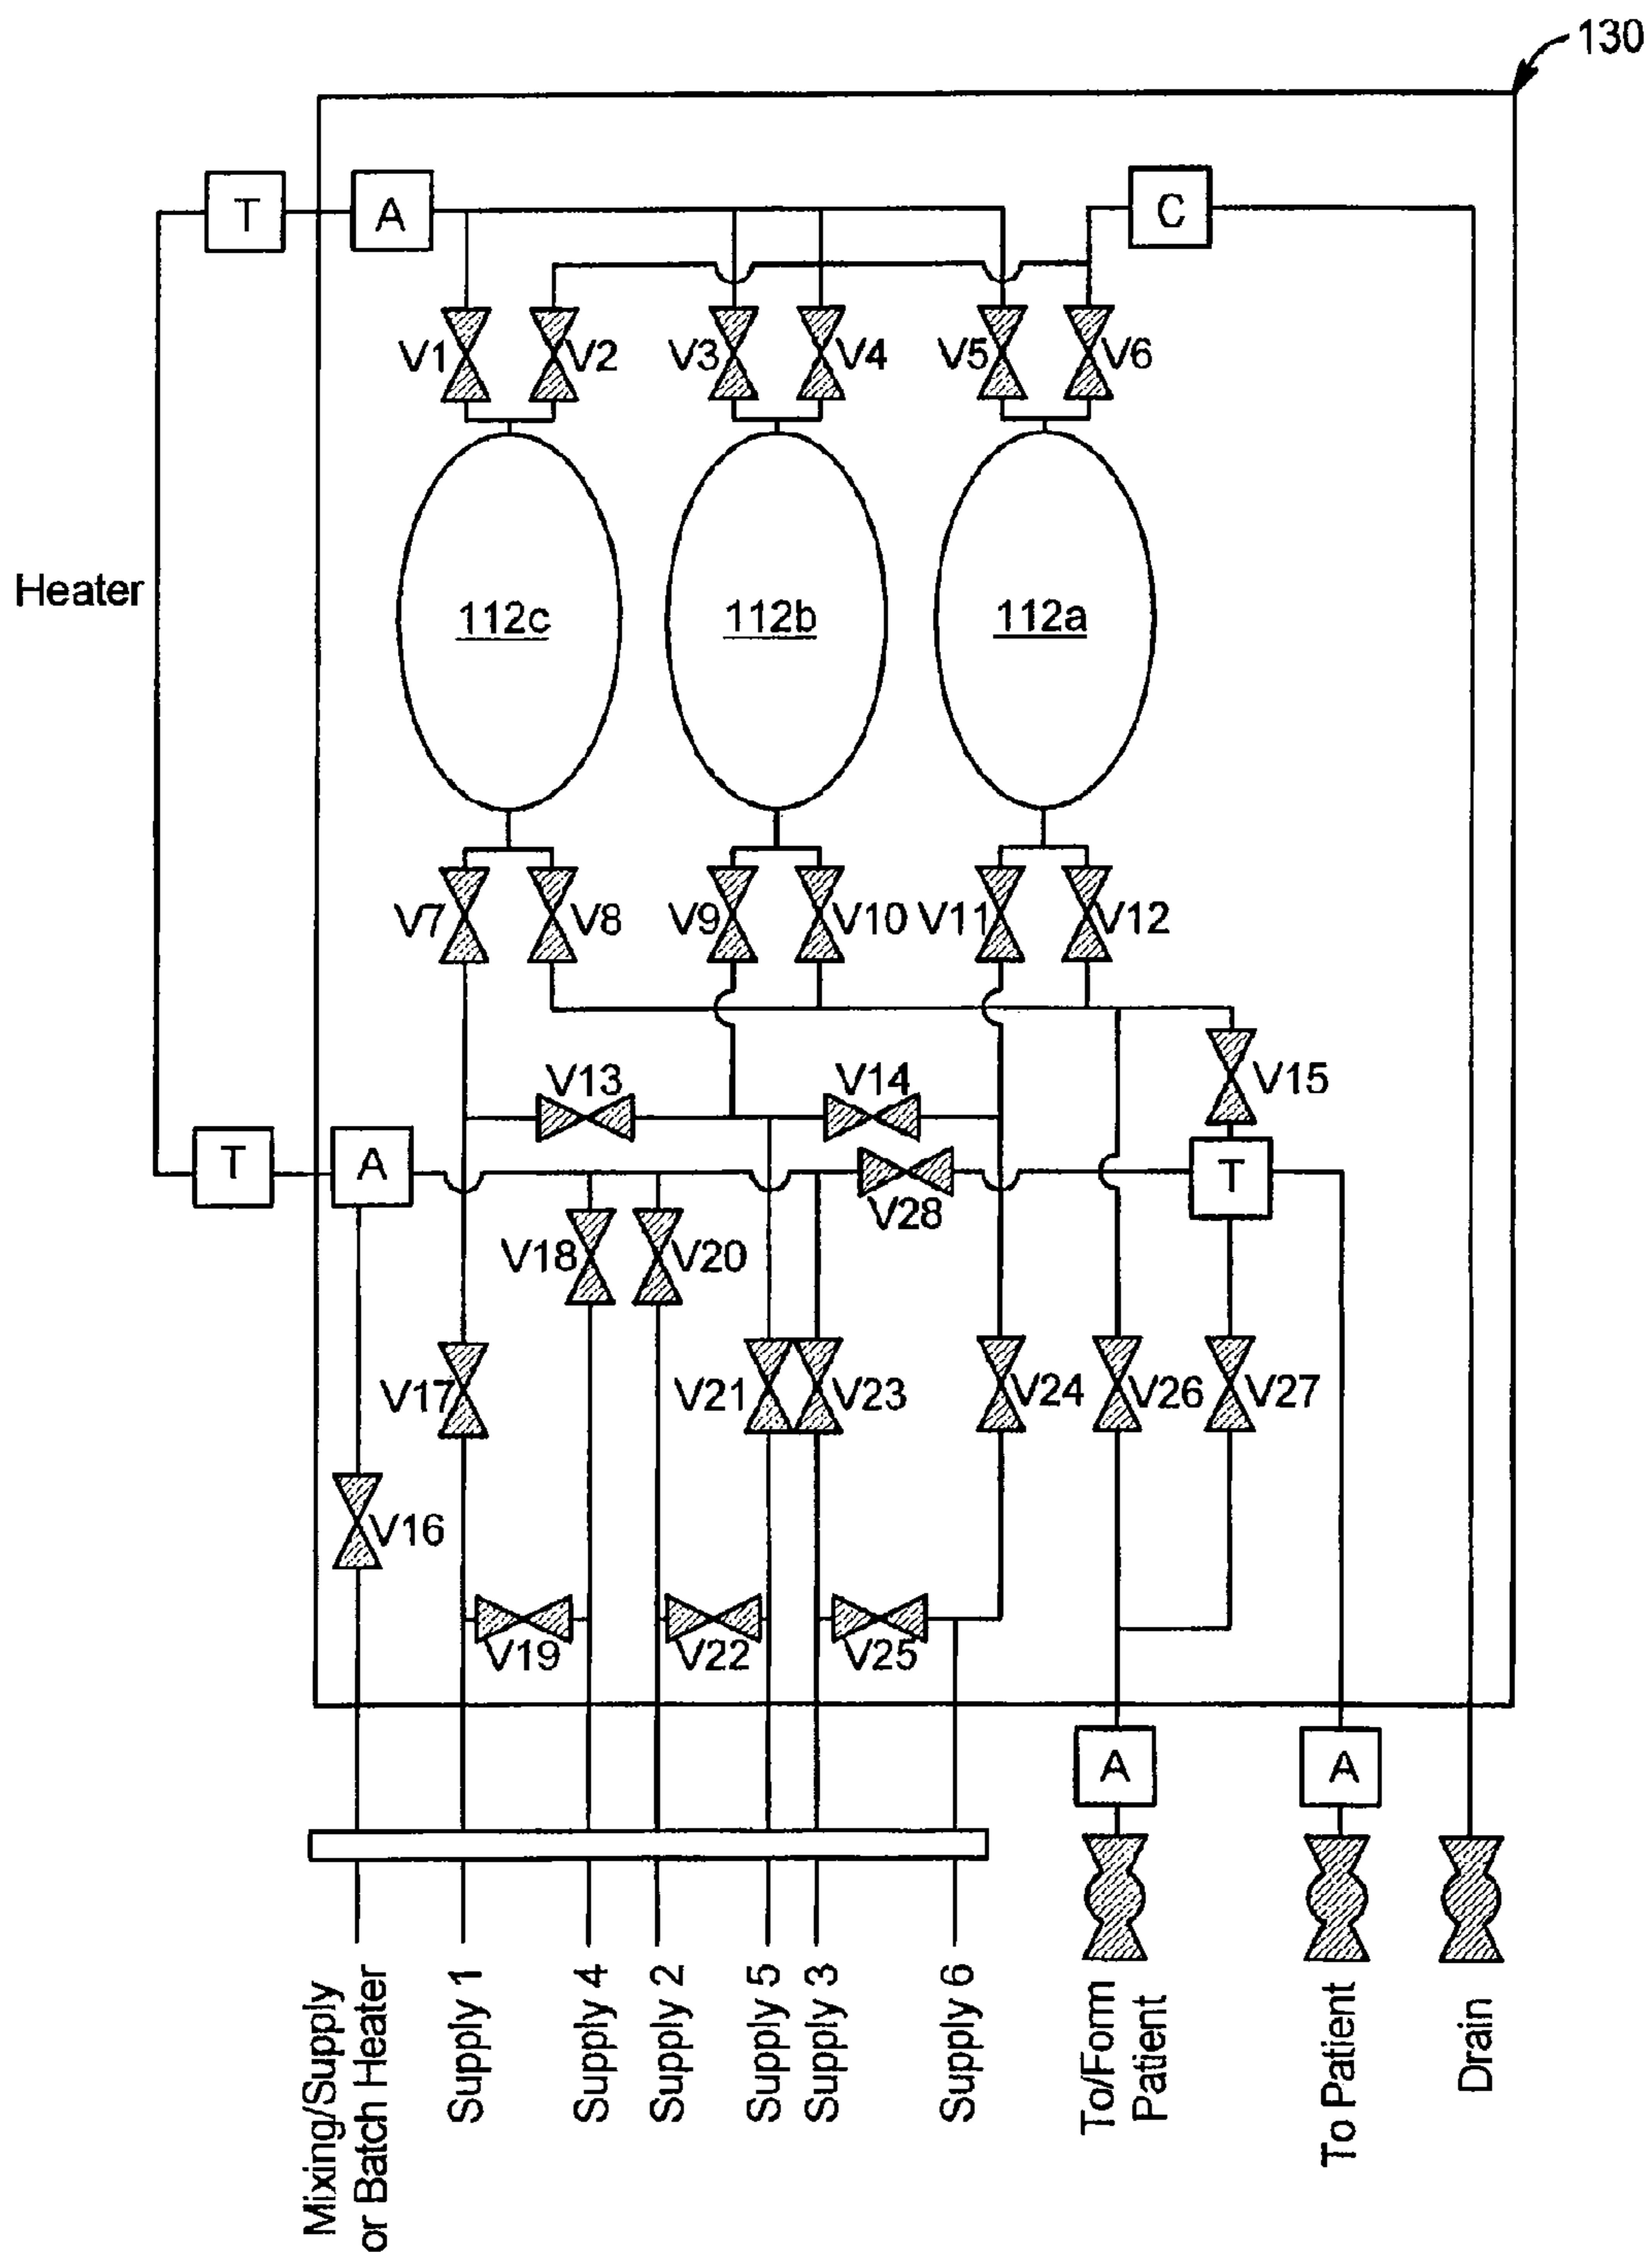 130
T
A
C
V1
V2
V3
V4
V5
V6
Heater
112c
112b
112a
V7
V8
V9
V10
V11
V12
V13
V14
V15
T
A
V28
T
V18
V20
V17
V21
V23
V24
V26
V27
V16
V19
V22
V25
A
A
Mixing/Supply
or Batch Heater
Supply 1
Supply 4
Supply 2
Supply 5
Supply 3
Supply 6
To/Form
Patient
To Patient
Drain